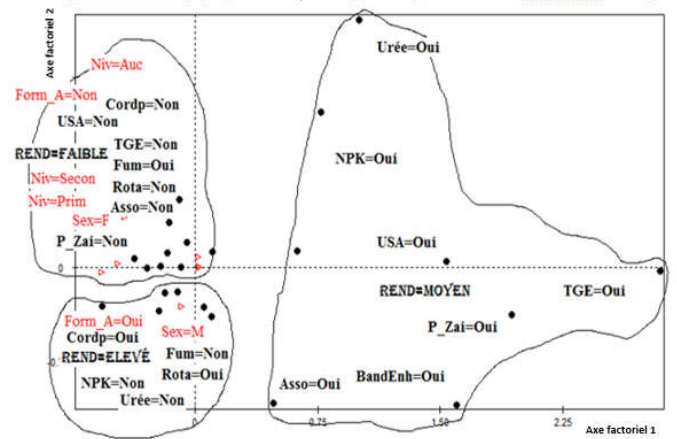 Axe factoriel 2
Niv=Auc
Form_A=Non
Cordp=Non
USA=Non
REND=FAIBLE
TGE=Non
Fum=Oui
Niv=Secon
Rota=Non
Niv=Prim
Asso=Non
Sex=F
P_Zai=Non
0
Urée=Oui
NPK=Oui
USA=Oui
REND=MOYEN
TGE=Oui
P_Zai=Oui
Asso=Oui
BandEnh=Oui
Form_A=Oui
Sex=M
Cordp=Oui
REND=ELEVÉ
Fum=Non
Rota=Oui
NPK=Non
Urée=Non
0
0.75
1.50
2.25
Axe factoriel 1